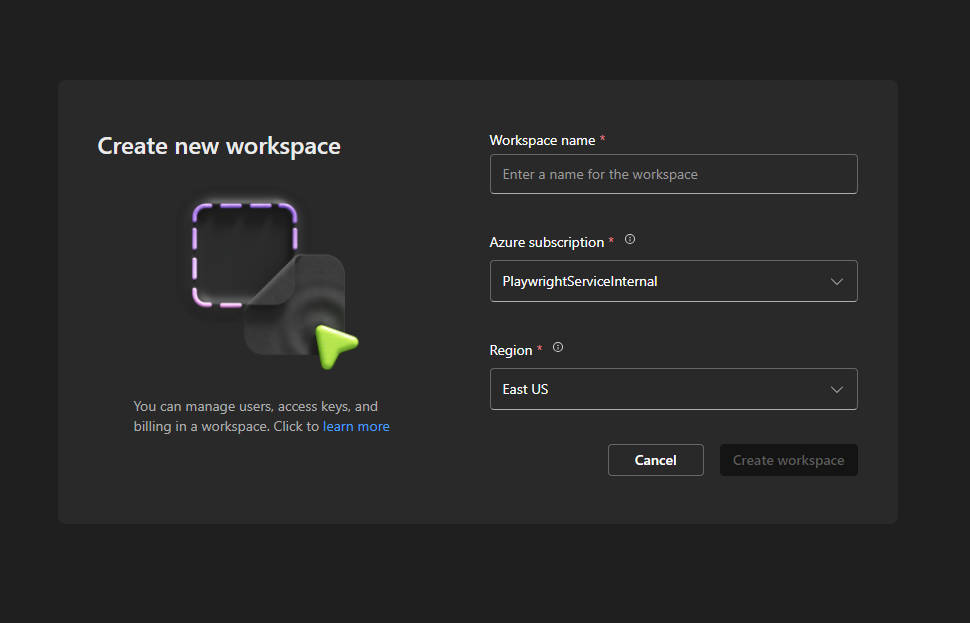 Create new workspace
You can manage users, access keys, and
billing in a workspace. Click to learn more
Workspace name *
Enter a name for the workspace
Azure subscription *
PlaywrightServiceInternal
Region *
East US
Cancel
Create workspace